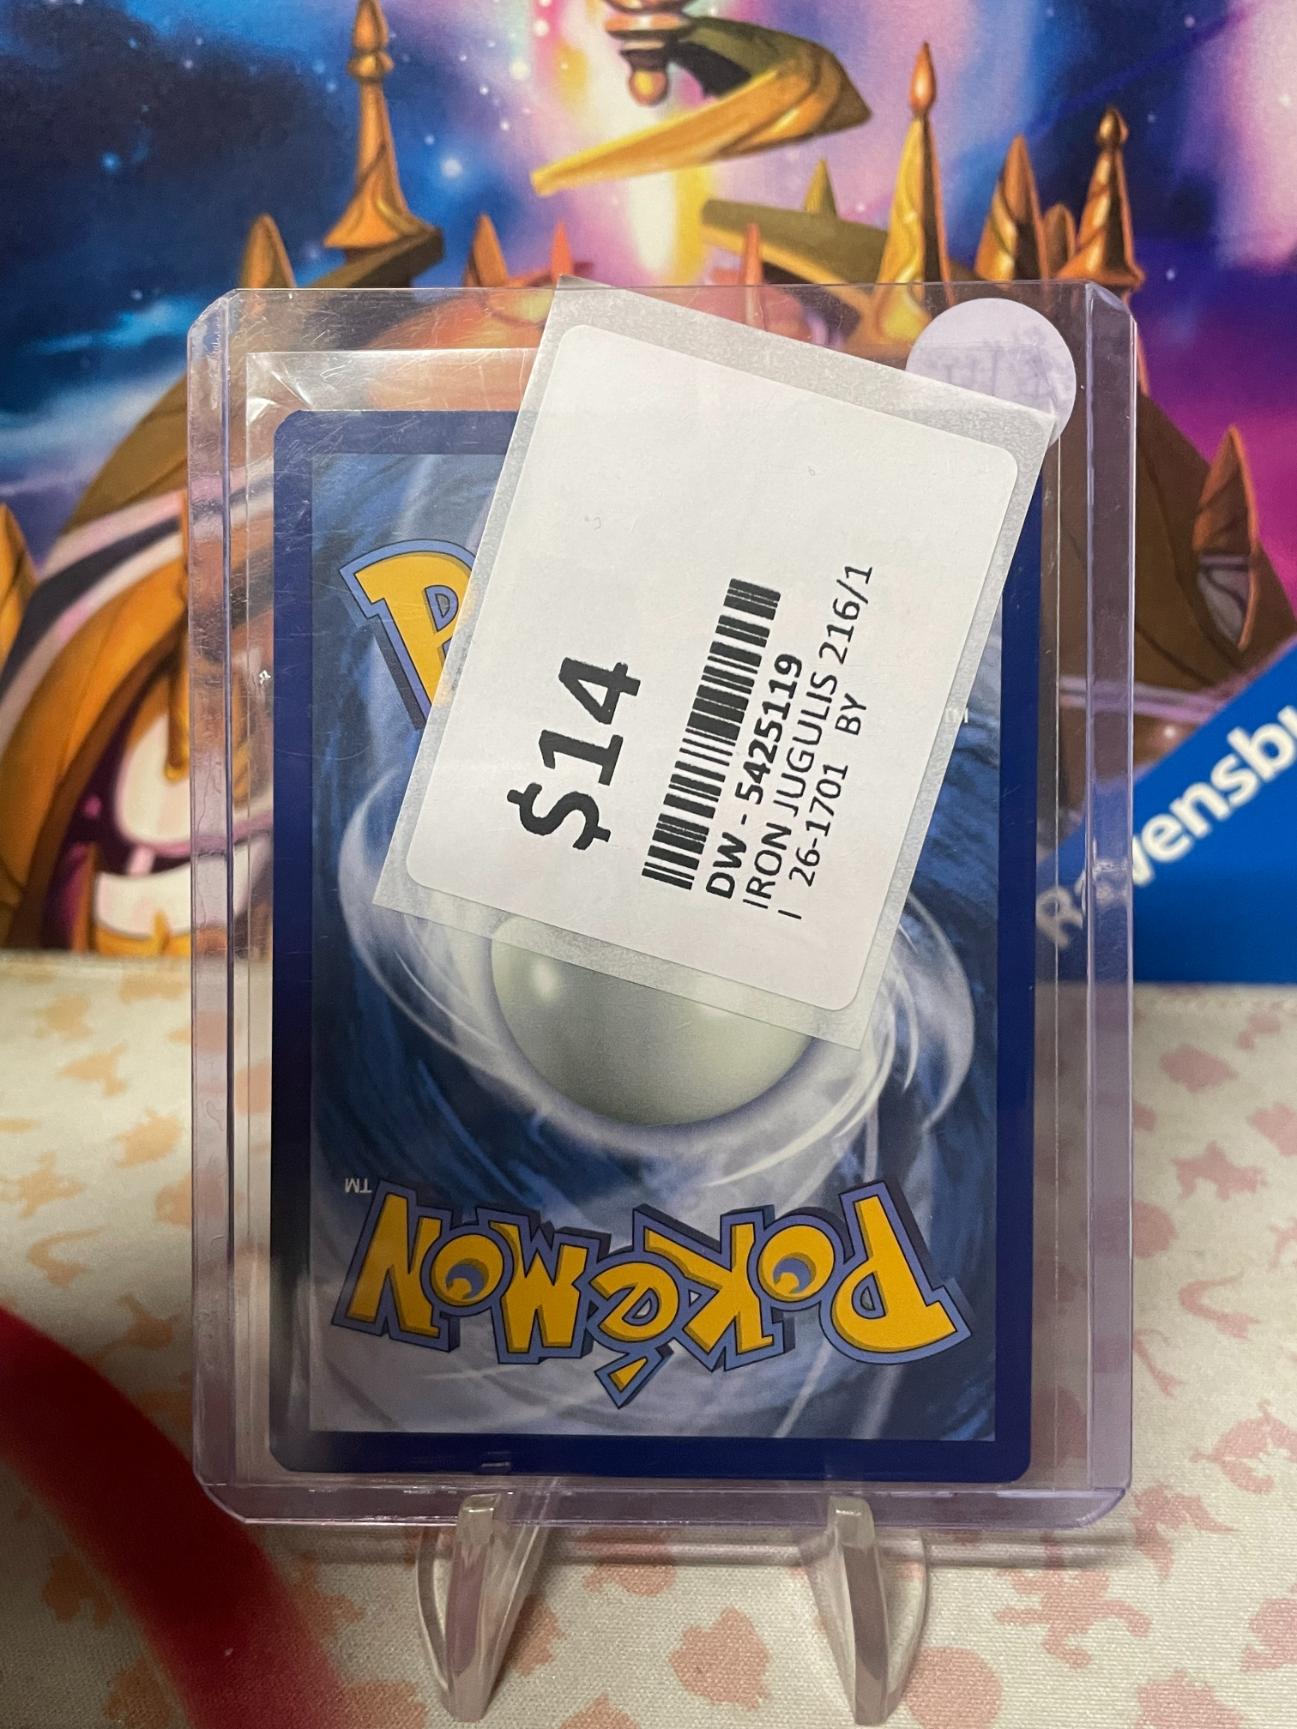 $14
DW - 5425119
IRON JUGULIS 216/1
| 26-1701 BY
Ravensbu
P
POKéMON
TM